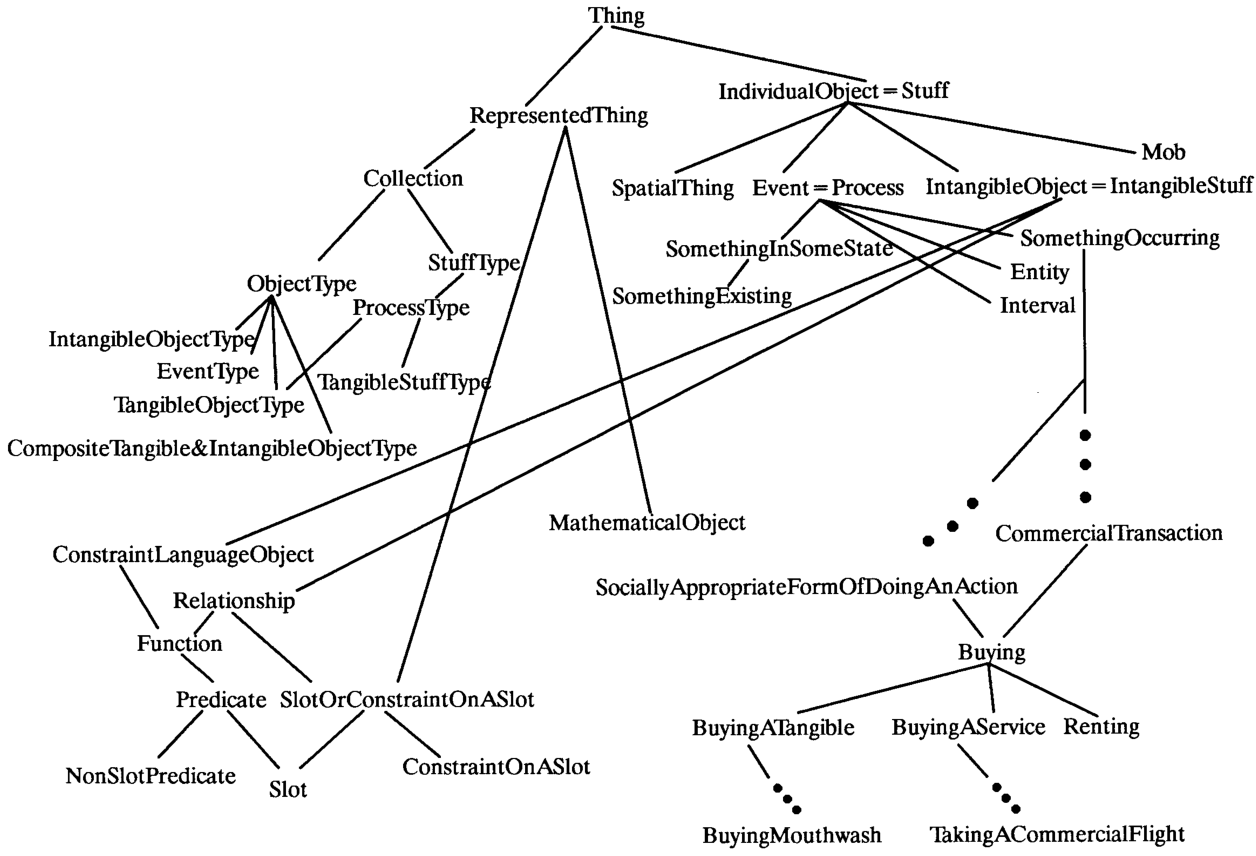 Thing
IndividualObject = Stuff
RepresentedThing
Mob
Collection
SpatialThing
Event = Process
IntangibleObject = IntangibleStuff
SomethingInSomeState
SomethingOccurring
StuffType
Entity
ObjectType
SomethingExisting
Interval
ProcessType
IntangibleObjectType
EventType
TangibleStuffType
TangibleObjectType
CompositeTangible&IntangibleObjectType
MathematicalObject
CommercialTransaction
ConstraintLanguageObject
SociallyAppropriateFormOfDoingAnAction
Relationship
Function
Buying
Predicate
SlotOrConstraintOnASlot
BuyingATangible
BuyingAService
Renting
NonSlotPredicate
ConstraintOnASlot
Slot
BuyingMouthwash
TakingACommercialFlight